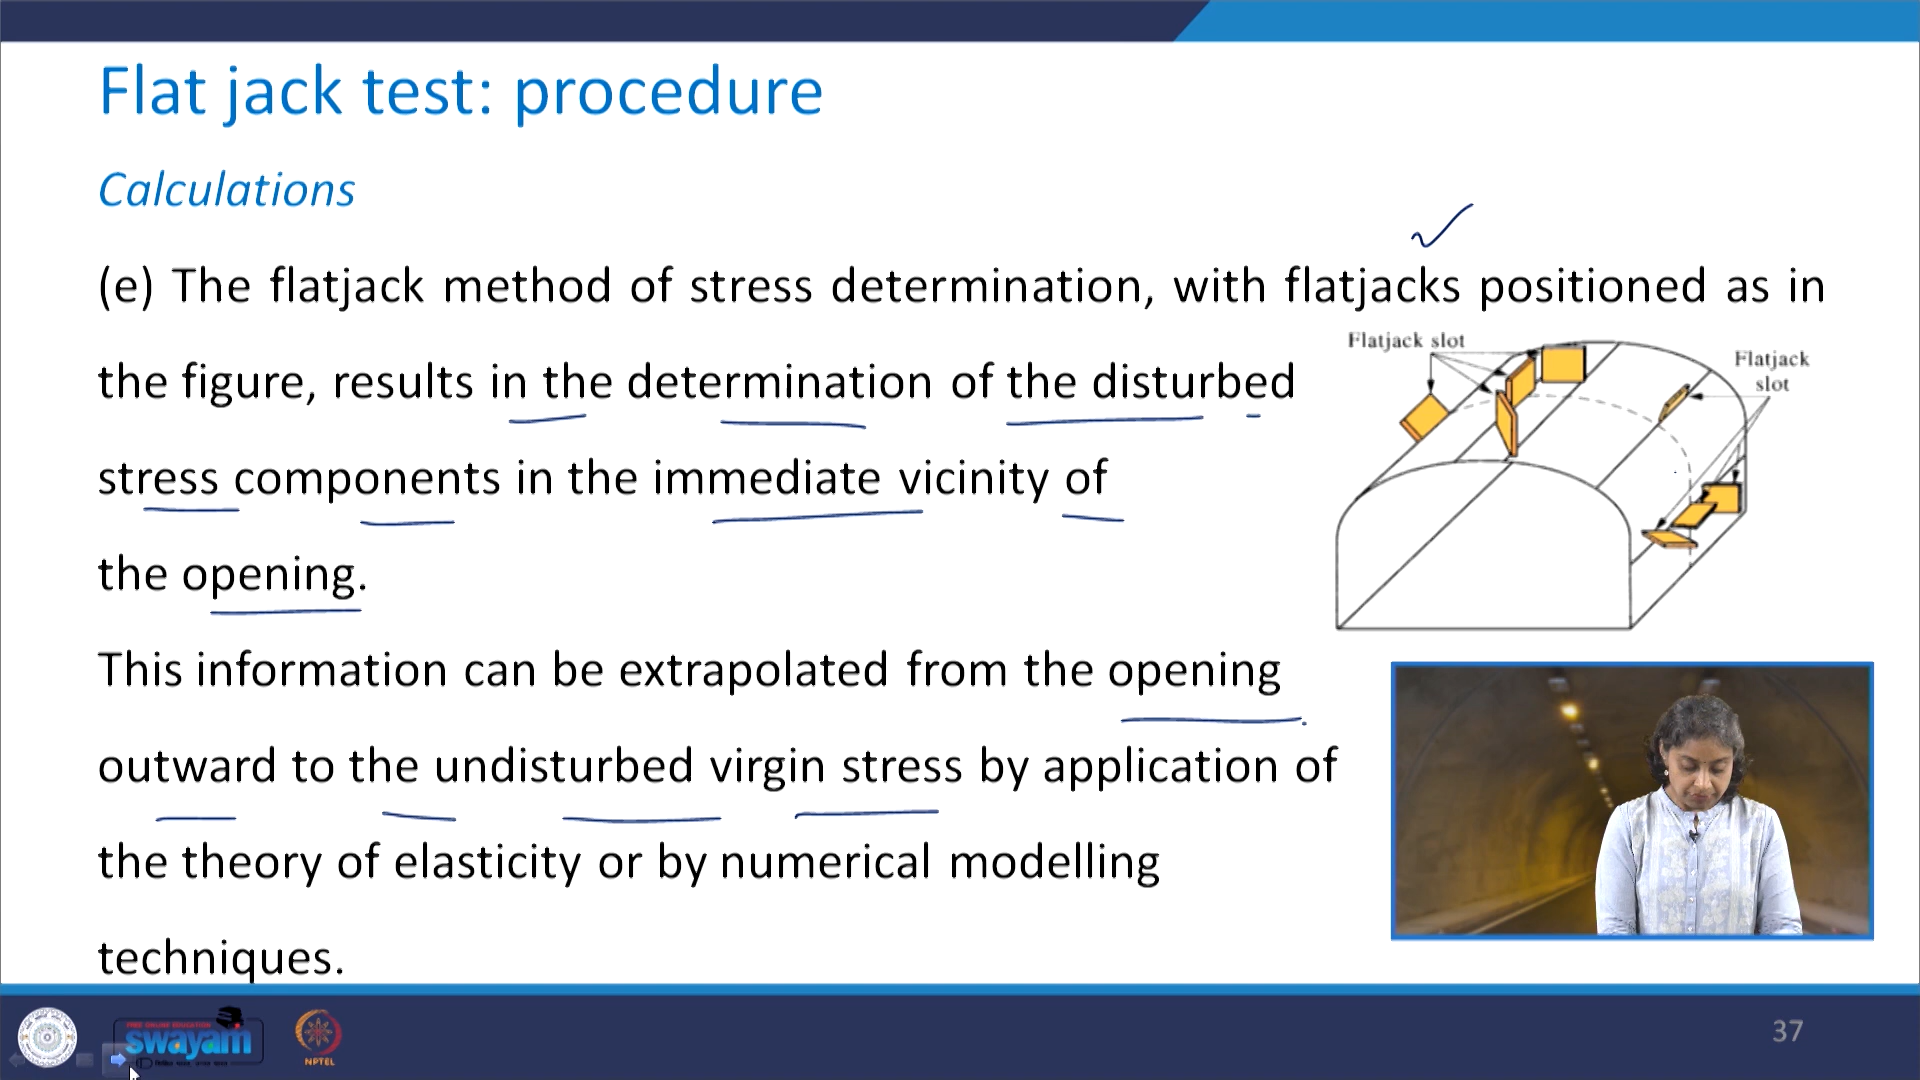 Flat jack test: procedure
Calculations
(e) The flatjack method of stress determination, with flatjacks positioned as in
the figure, results in the determination of the disturbed
stress components in the immediate vicinity of
the opening.
This information can be extrapolated from the opening
outward to the undisturbed virgin stress by application of
the theory of elasticity or by numerical modelling
techniques.
Flatjack slot
Flatjack
slot
FREE ONLINE EDUCATION
swayam
NPTEL
37